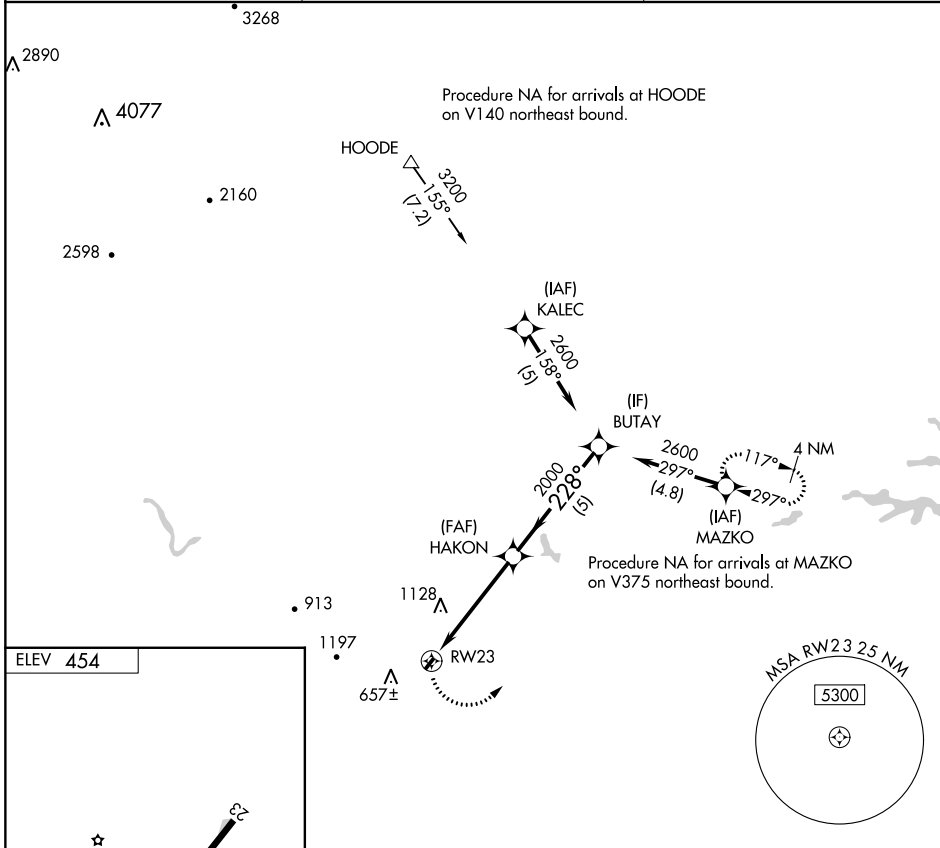 3268
2890
4077
Procedure NA for arrivals at HOODE
on V140 northeast bound.
HOODE
3200
155°
(7.2)
2160
2598
(IAF)
KALEC
2600
158°
(5)
(IF)
BUTAY
2600
297°
(4.8)
117°
4 NM
297°
(IAF)
MAZKO
2000
228°
(5)
(FAF)
HAKON
Procedure NA for arrivals at MAZKO
on V375 northeast bound.
1128
913
1197
RW23
657±
MSA RW23 25 NM
5300
ELEV 454
23